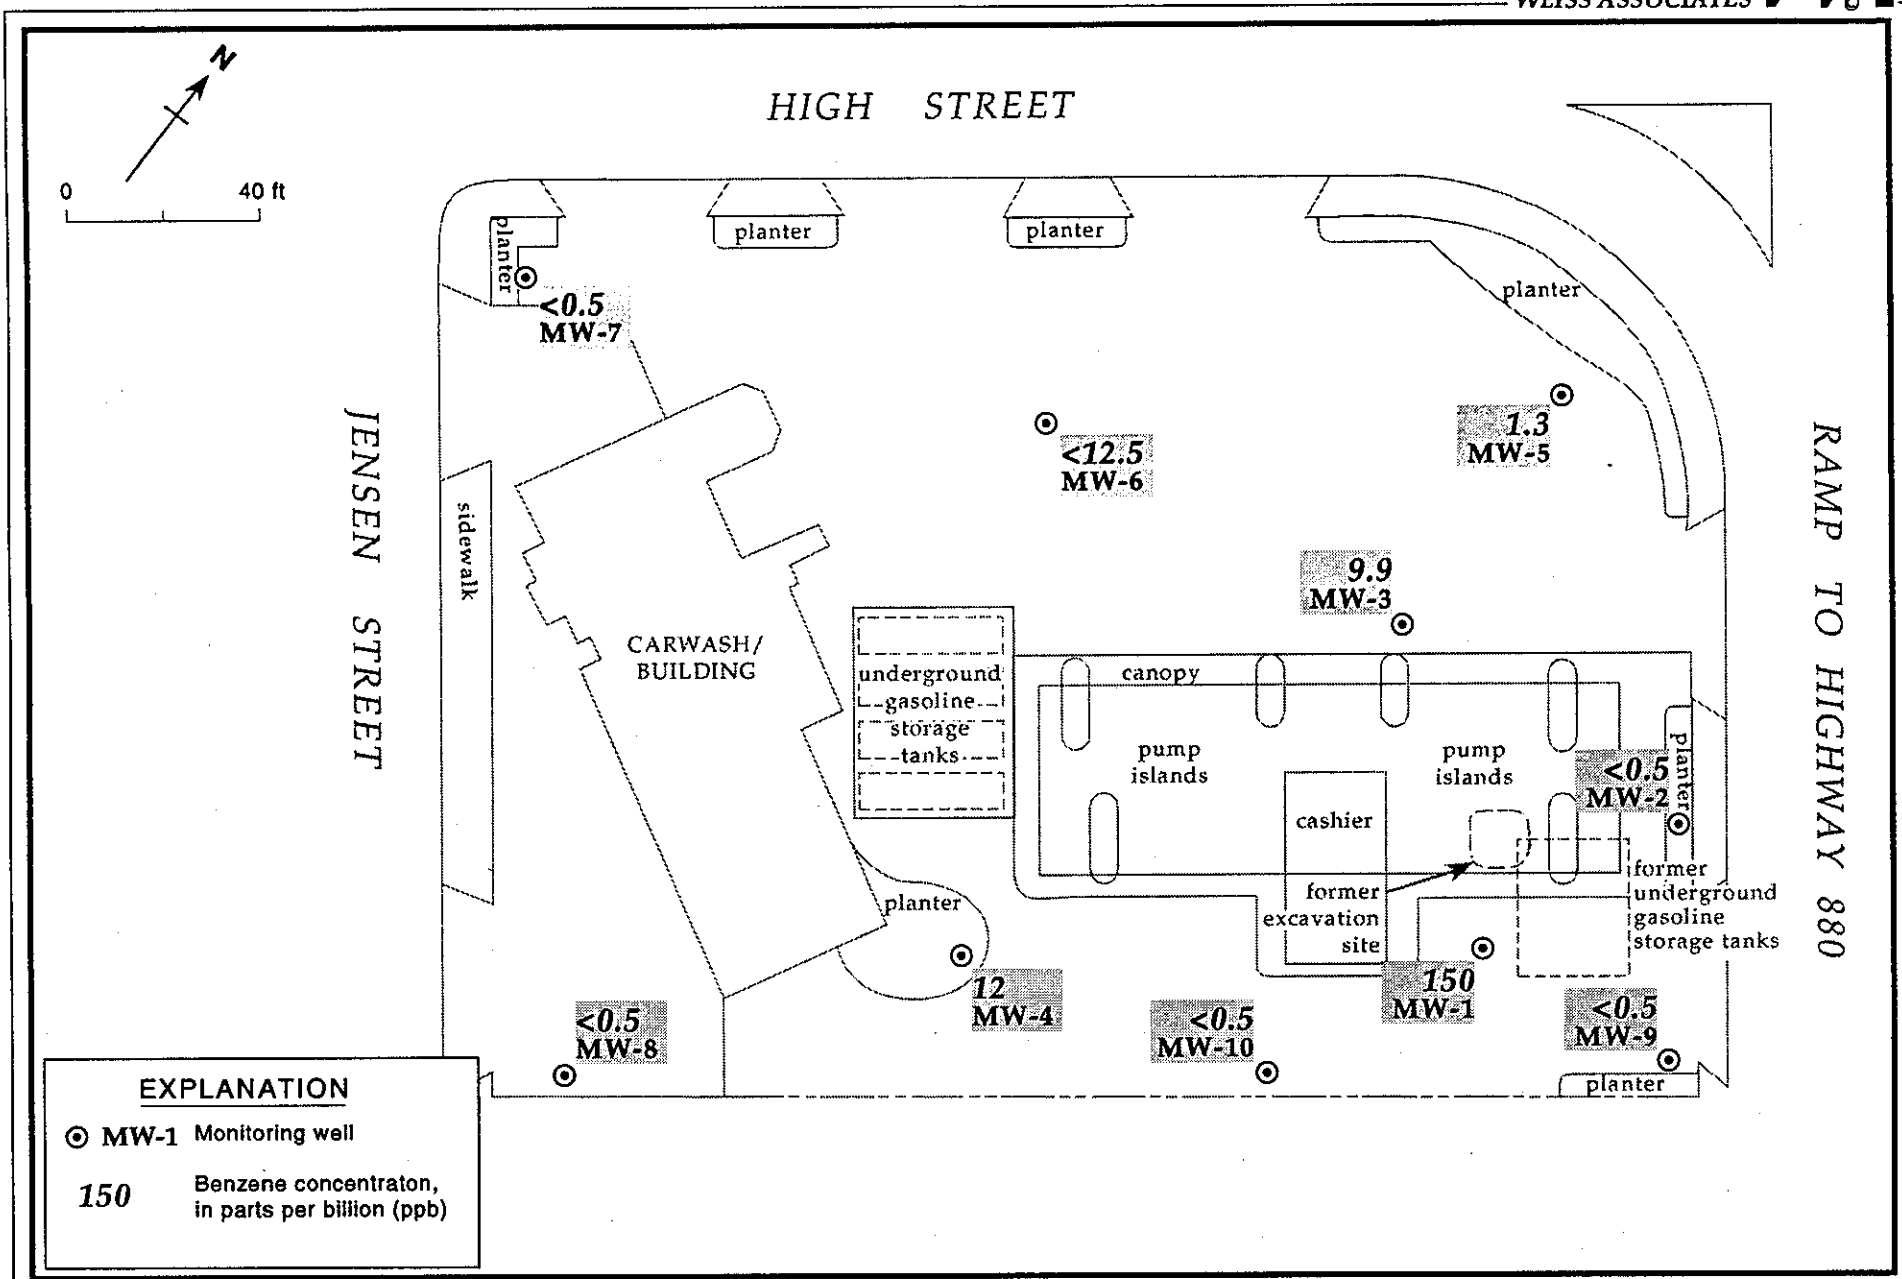 WEISS ASSOCIATES
N
HIGH STREET
0 40 ft
planter
planter
planter
planter
<0.5
MW-7
JENSEN STREET
sidewalk
<12.5
MW-6
1.3
MW-5
RAMP TO HIGHWAY 880
9.9
MW-3
CARWASH/
BUILDING
underground
gasoline
storage
tanks
canopy
pump
islands
pump
islands
<0.5
MW-2
planter
cashier
former
excavation
site
former
underground
gasoline
storage tanks
planter
12
MW-4
150
MW-1
<0.5
MW-8
<0.5
MW-10
<0.5
MW-9
planter
EXPLANATION
MW-1 Monitoring well
150 Benzene concentraton,
in parts per billion (ppb)